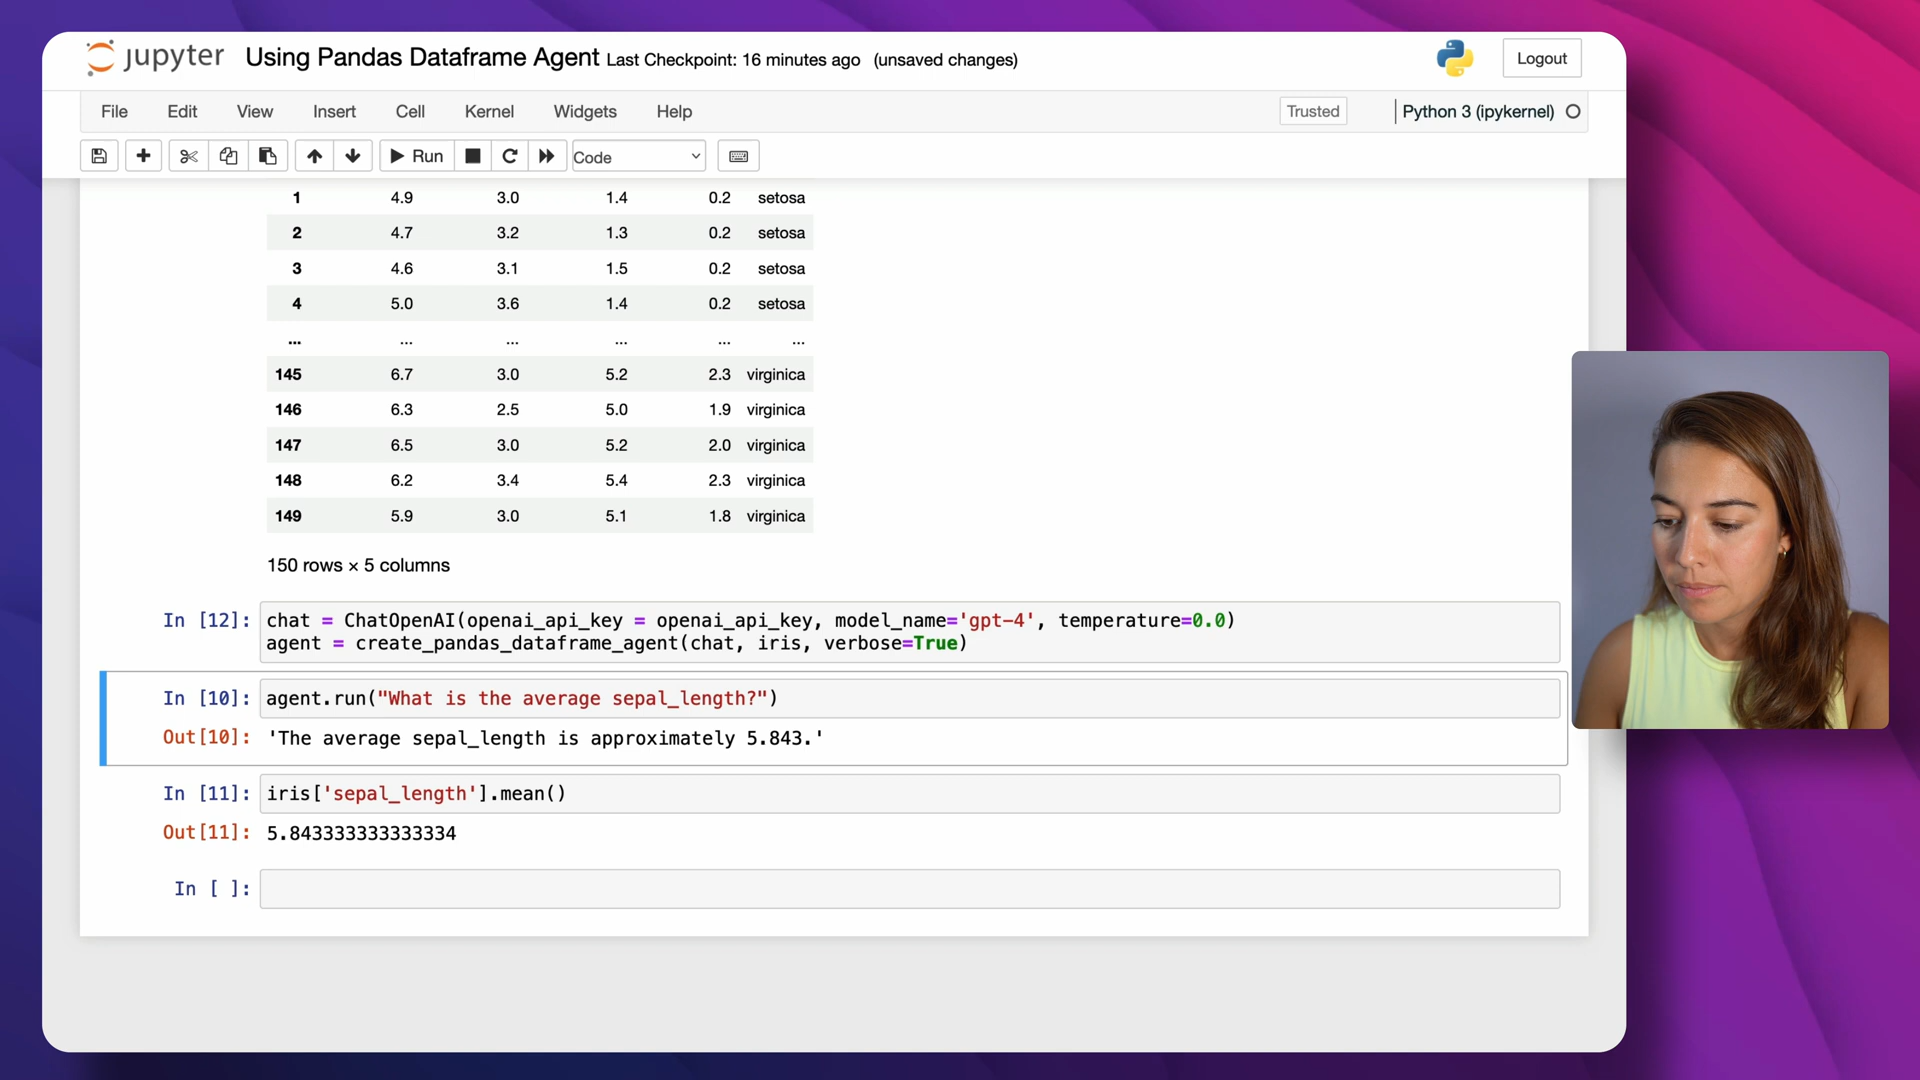 jupyter Using Pandas Dataframe Agent Last Checkpoint: 16 minutes ago (unsaved changes) Logout
File Edit View Insert Cell Kernel Widgets Help Trusted Python 3 (ipykernel)
Run Code
1 4.9 3.0 1.4 0.2 setosa
2 4.7 3.2 1.3 0.2 setosa
3 4.6 3.1 1.5 0.2 setosa
4 5.0 3.6 1.4 0.2 setosa
... ... ... ... ... ...
145 6.7 3.0 5.2 2.3 virginica
146 6.3 2.5 5.0 1.9 virginica
147 6.5 3.0 5.2 2.0 virginica
148 6.2 3.4 5.4 2.3 virginica
149 5.9 3.0 5.1 1.8 virginica
150 rows × 5 columns
In [12]: chat = ChatOpenAI(openai_api_key = openai_api_key, model_name='gpt-4', temperature=0.0)
agent = create_pandas_dataframe_agent(chat, iris, verbose=True)
In [10]: agent.run("What is the average sepal_length?")
Out[10]: 'The average sepal_length is approximately 5.843.'
In [11]: iris['sepal_length'].mean()
Out[11]: 5.843333333333334
In [ ]: